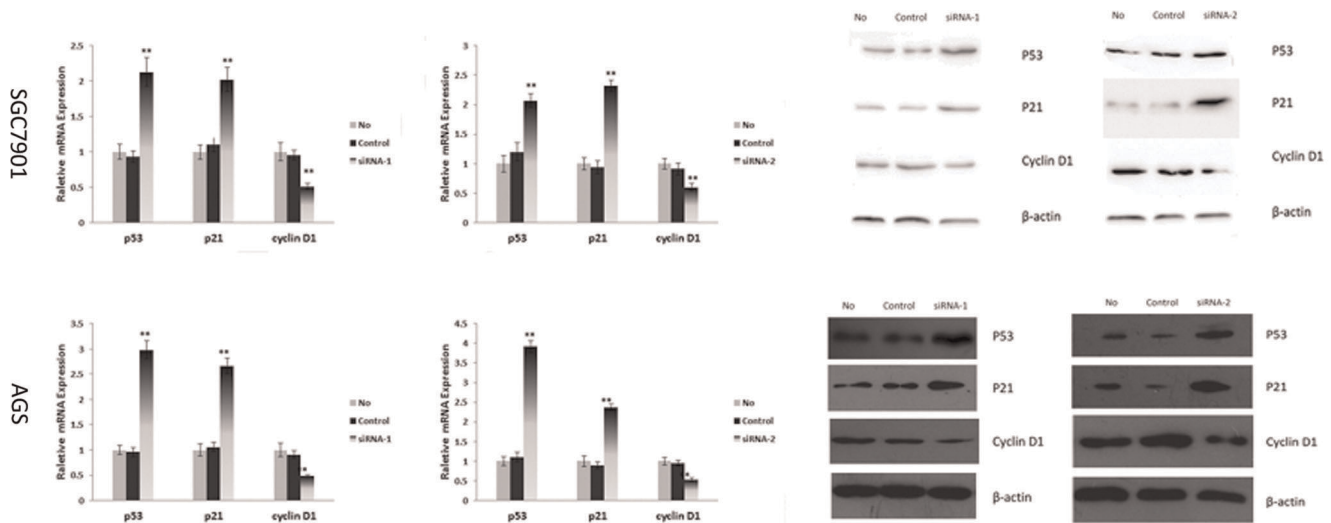 SGC7901
Raletive mRNA Expression
2.5
2
1.5
1
0.5
0
**
**
**
p53
p21
cyclin D1
No
Control
siRNA-1
Raletive mRNA Expression
3
2.5
2
1.5
1
0.5
0
**
**
**
p53
p21
cyclin D1
No
Control
siRNA-2
No Control siRNA-1
P53
P21
Cyclin D1
β-actin
No Control siRNA-2
P53
P21
Cyclin D1
β-actin
AGS
Raletive mRNA Expression
3.5
3
2.5
2
1.5
1
0.5
0
**
**
*
p53
p21
cyclin D1
No
Control
siRNA-1
Raletive mRNA Expression
4.5
4
3.5
3
2.5
2
1.5
1
0.5
0
**
**
*
p53
p21
cyclin D1
No
Control
siRNA-2
No Control siRNA-1
P53
P21
Cyclin D1
β-actin
No Control siRNA-2
P53
P21
Cyclin D1
β-actin